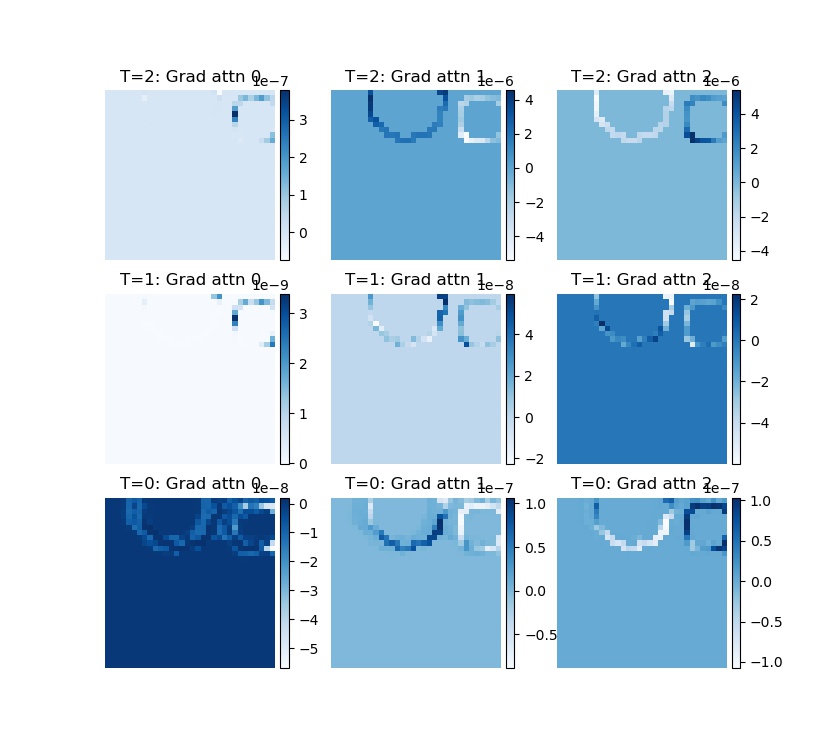 T=2: Grad attn 0
1e−7
T=2: Grad attn 1
1e−6
T=2: Grad attn 2
1e−6
3
2
1
0
4
2
0
−2
−4
4
2
0
−2
−4
T=1: Grad attn 0
1e−9
T=1: Grad attn 1
1e−8
T=1: Grad attn 2
1e−8
3
2
1
0
4
2
0
−2
2
0
−2
−4
T=0: Grad attn 0
1e−8
T=0: Grad attn 1
1e−7
T=0: Grad attn 2
1e−7
0
−1
−2
−3
−4
−5
1.0
0.5
0.0
−0.5
1.0
0.5
0.0
−0.5
−1.0